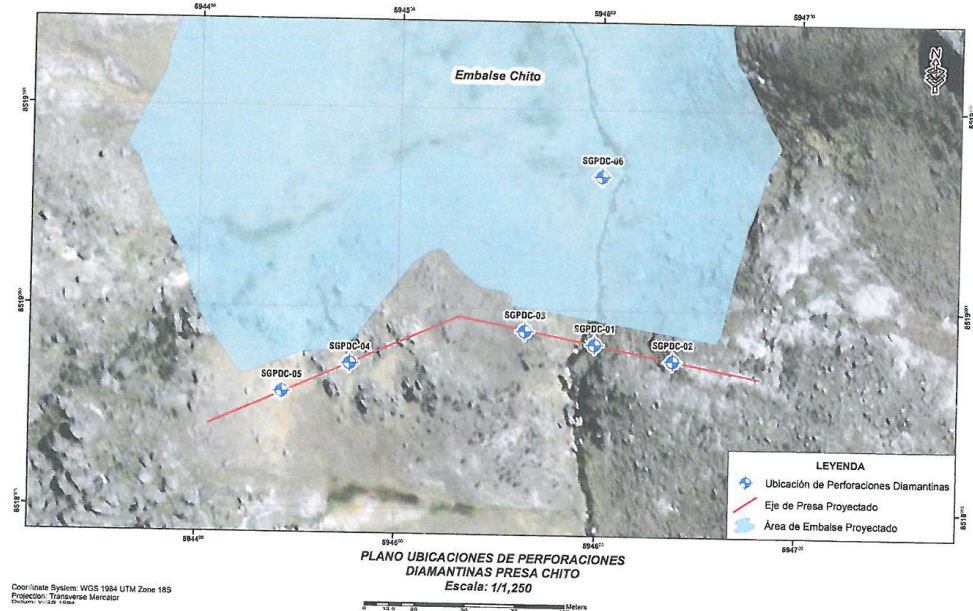 Embalse Chito
N
SGPDC-06
SGPDC-03
SGPDC-01
SGPDC-04
SGPDC-02
SGPDC-05
LEYENDA
Ubicación de Perforaciones Diamantinas
Eje de Presa Proyectado
Área de Embalse Proyectado
PLANO UBICACIONES DE PERFORACIONES
DIAMANTINAS PRESA CHITO
Escala: 1/1,250
Coordinate System: WGS 1984 UTM Zone 18S
Projection: Transverse Mercator
Meters